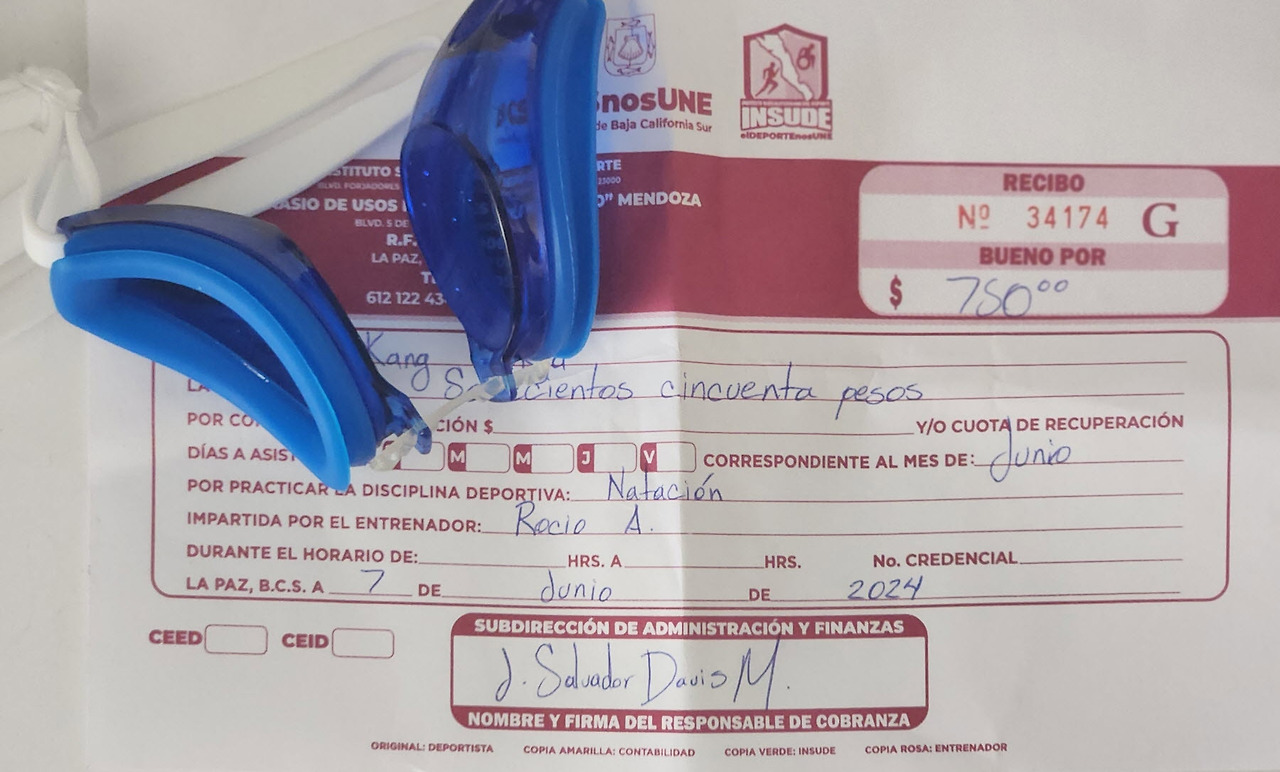 nosUNE
de Baja California Sur
INSUDE
elDEPORTEnosUNE
BLVD. FORJADORES
23000
ASIO DE USOS
MENDOZA
BLVD. 5 DE
R.F.
LA PAZ,
612 122 43
RECIBO
Nº 34174 G
BUENO POR
$ 750⁰⁰
Kang
cientos cincuenta pesos
POR
CIÓN $ Y/O CUOTA DE RECUPERACIÓN
DÍAS A ASIST M M J V CORRESPONDIENTE AL MES DE: Junio
POR PRACTICAR LA DISCIPLINA DEPORTIVA: Natación
IMPARTIDA POR EL ENTRENADOR: Rocio A.
DURANTE EL HORARIO DE: HRS. A HRS. No. CREDENCIAL
LA PAZ, B.C.S. A 7 DE Junio DE 2024
CEED CEID
SUBDIRECCIÓN DE ADMINISTRACIÓN Y FINANZAS
J. Salvador Davis M.
NOMBRE Y FIRMA DEL RESPONSABLE DE COBRANZA
ORIGINAL: DEPORTISTA COPIA AMARILLA: CONTABILIDAD COPIA VERDE: INSUDE COPIA ROSA: ENTRENADOR